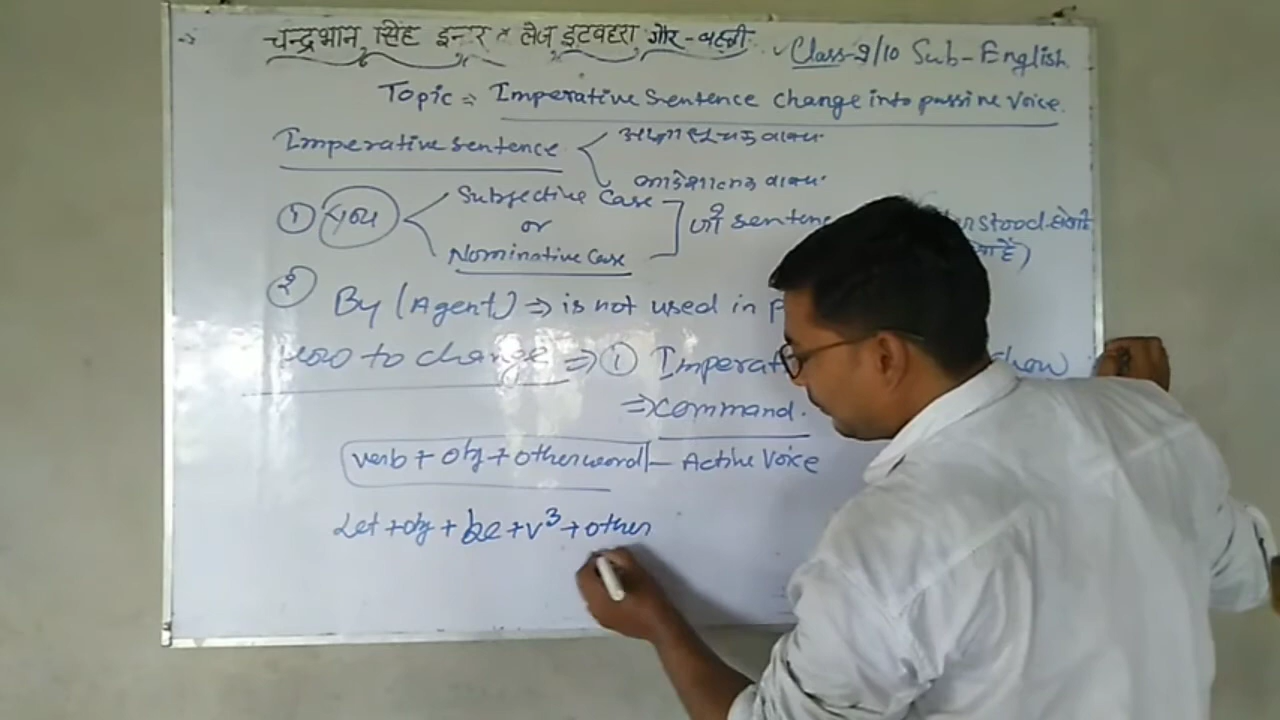 चन्द्रभान सिंह इन्टर कॉलेज इटवहरा गौर-बस्ती Class-9/10 Sub-English
Topic ⇒ Imperative Sentence change into passive voice.
Imperative sentence
आज्ञासूचक वाक्य
आदेशात्मक वाक्य
① You Subjective Case or Nominative Case जो sentence
② By (Agent) ⇒ is not used in
How to change ⇒ ① show
⇒ command.
verb + obj + other word — Active Voice
Let + obj + be + v³ + other